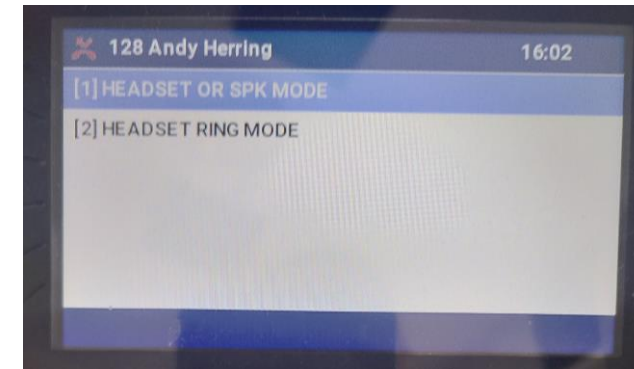 128 Andy Herring 16:02
[1] HEADSET OR SPK MODE
[2] HEADSET RING MODE